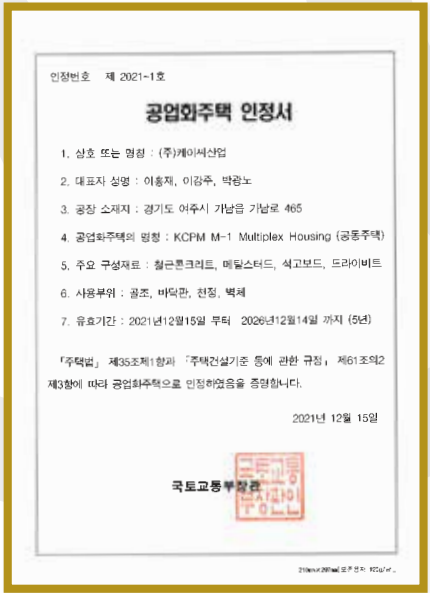 인정번호 제 2021-1호
공업화주택 인정서
1. 상호 또는 명칭 : (주)케이씨산업
2. 대표자 성명 : 이홍재, 이강주, 박광노
3. 공장 소재지 : 경기도 여주시 가남읍 가남로 465
4. 공업화주택의 명칭 : KCPM M-1 Multiplex Housing (공동주택)
5. 주요 구성재료 : 철근콘크리트, 메탈스터드, 석고보드, 드라이비트
6. 사용부위 : 골조, 바닥판, 천정, 벽체
7. 유효기간 : 2021년12월15일 부터 2026년12월14일 까지 (5년)
「주택법」 제35조제1항과 「주택건설기준 등에 관한 규정」 제61조의2
제3항에 따라 공업화주택으로 인정하였음을 증명합니다.
2021년 12월 15일
국토교통부장관
국토교통
부장관인